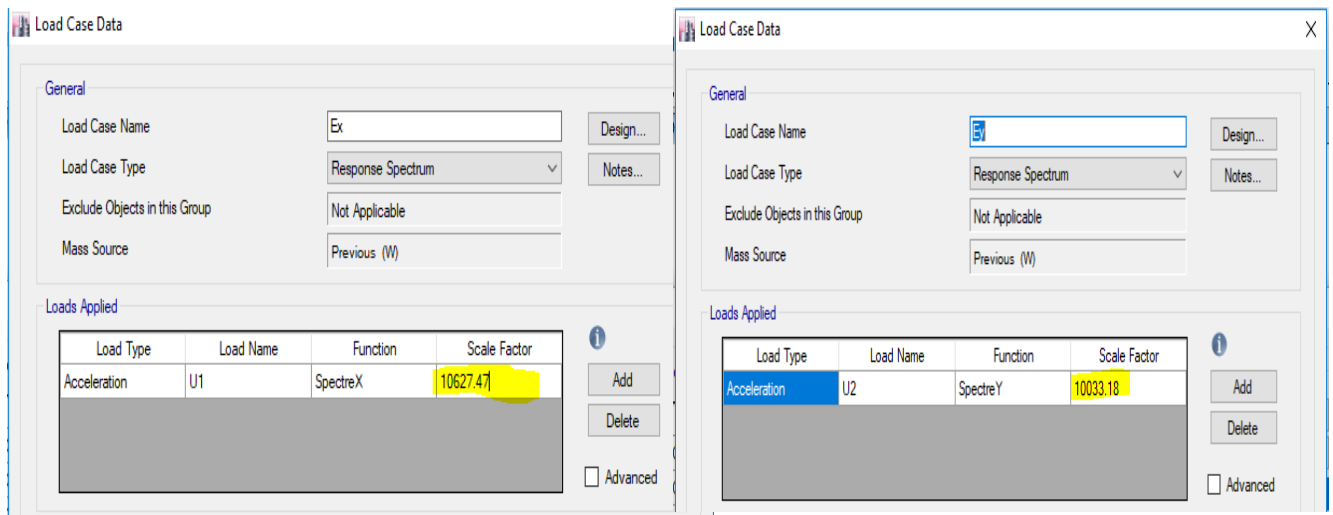 Load Case Data
General
Load Case Name Ex Design...
Load Case Type Response Spectrum Notes...
Exclude Objects in this Group Not Applicable
Mass Source Previous (W)
Loads Applied
Load Type Load Name Function Scale Factor
Acceleration U1 SpectreX 10627.47
Add
Delete
Advanced
Load Case Data X
General
Load Case Name Ey Design...
Load Case Type Response Spectrum Notes...
Exclude Objects in this Group Not Applicable
Mass Source Previous (W)
Loads Applied
Load Type Load Name Function Scale Factor
Acceleration U2 SpectreY 10033.18
Add
Delete
Advanced